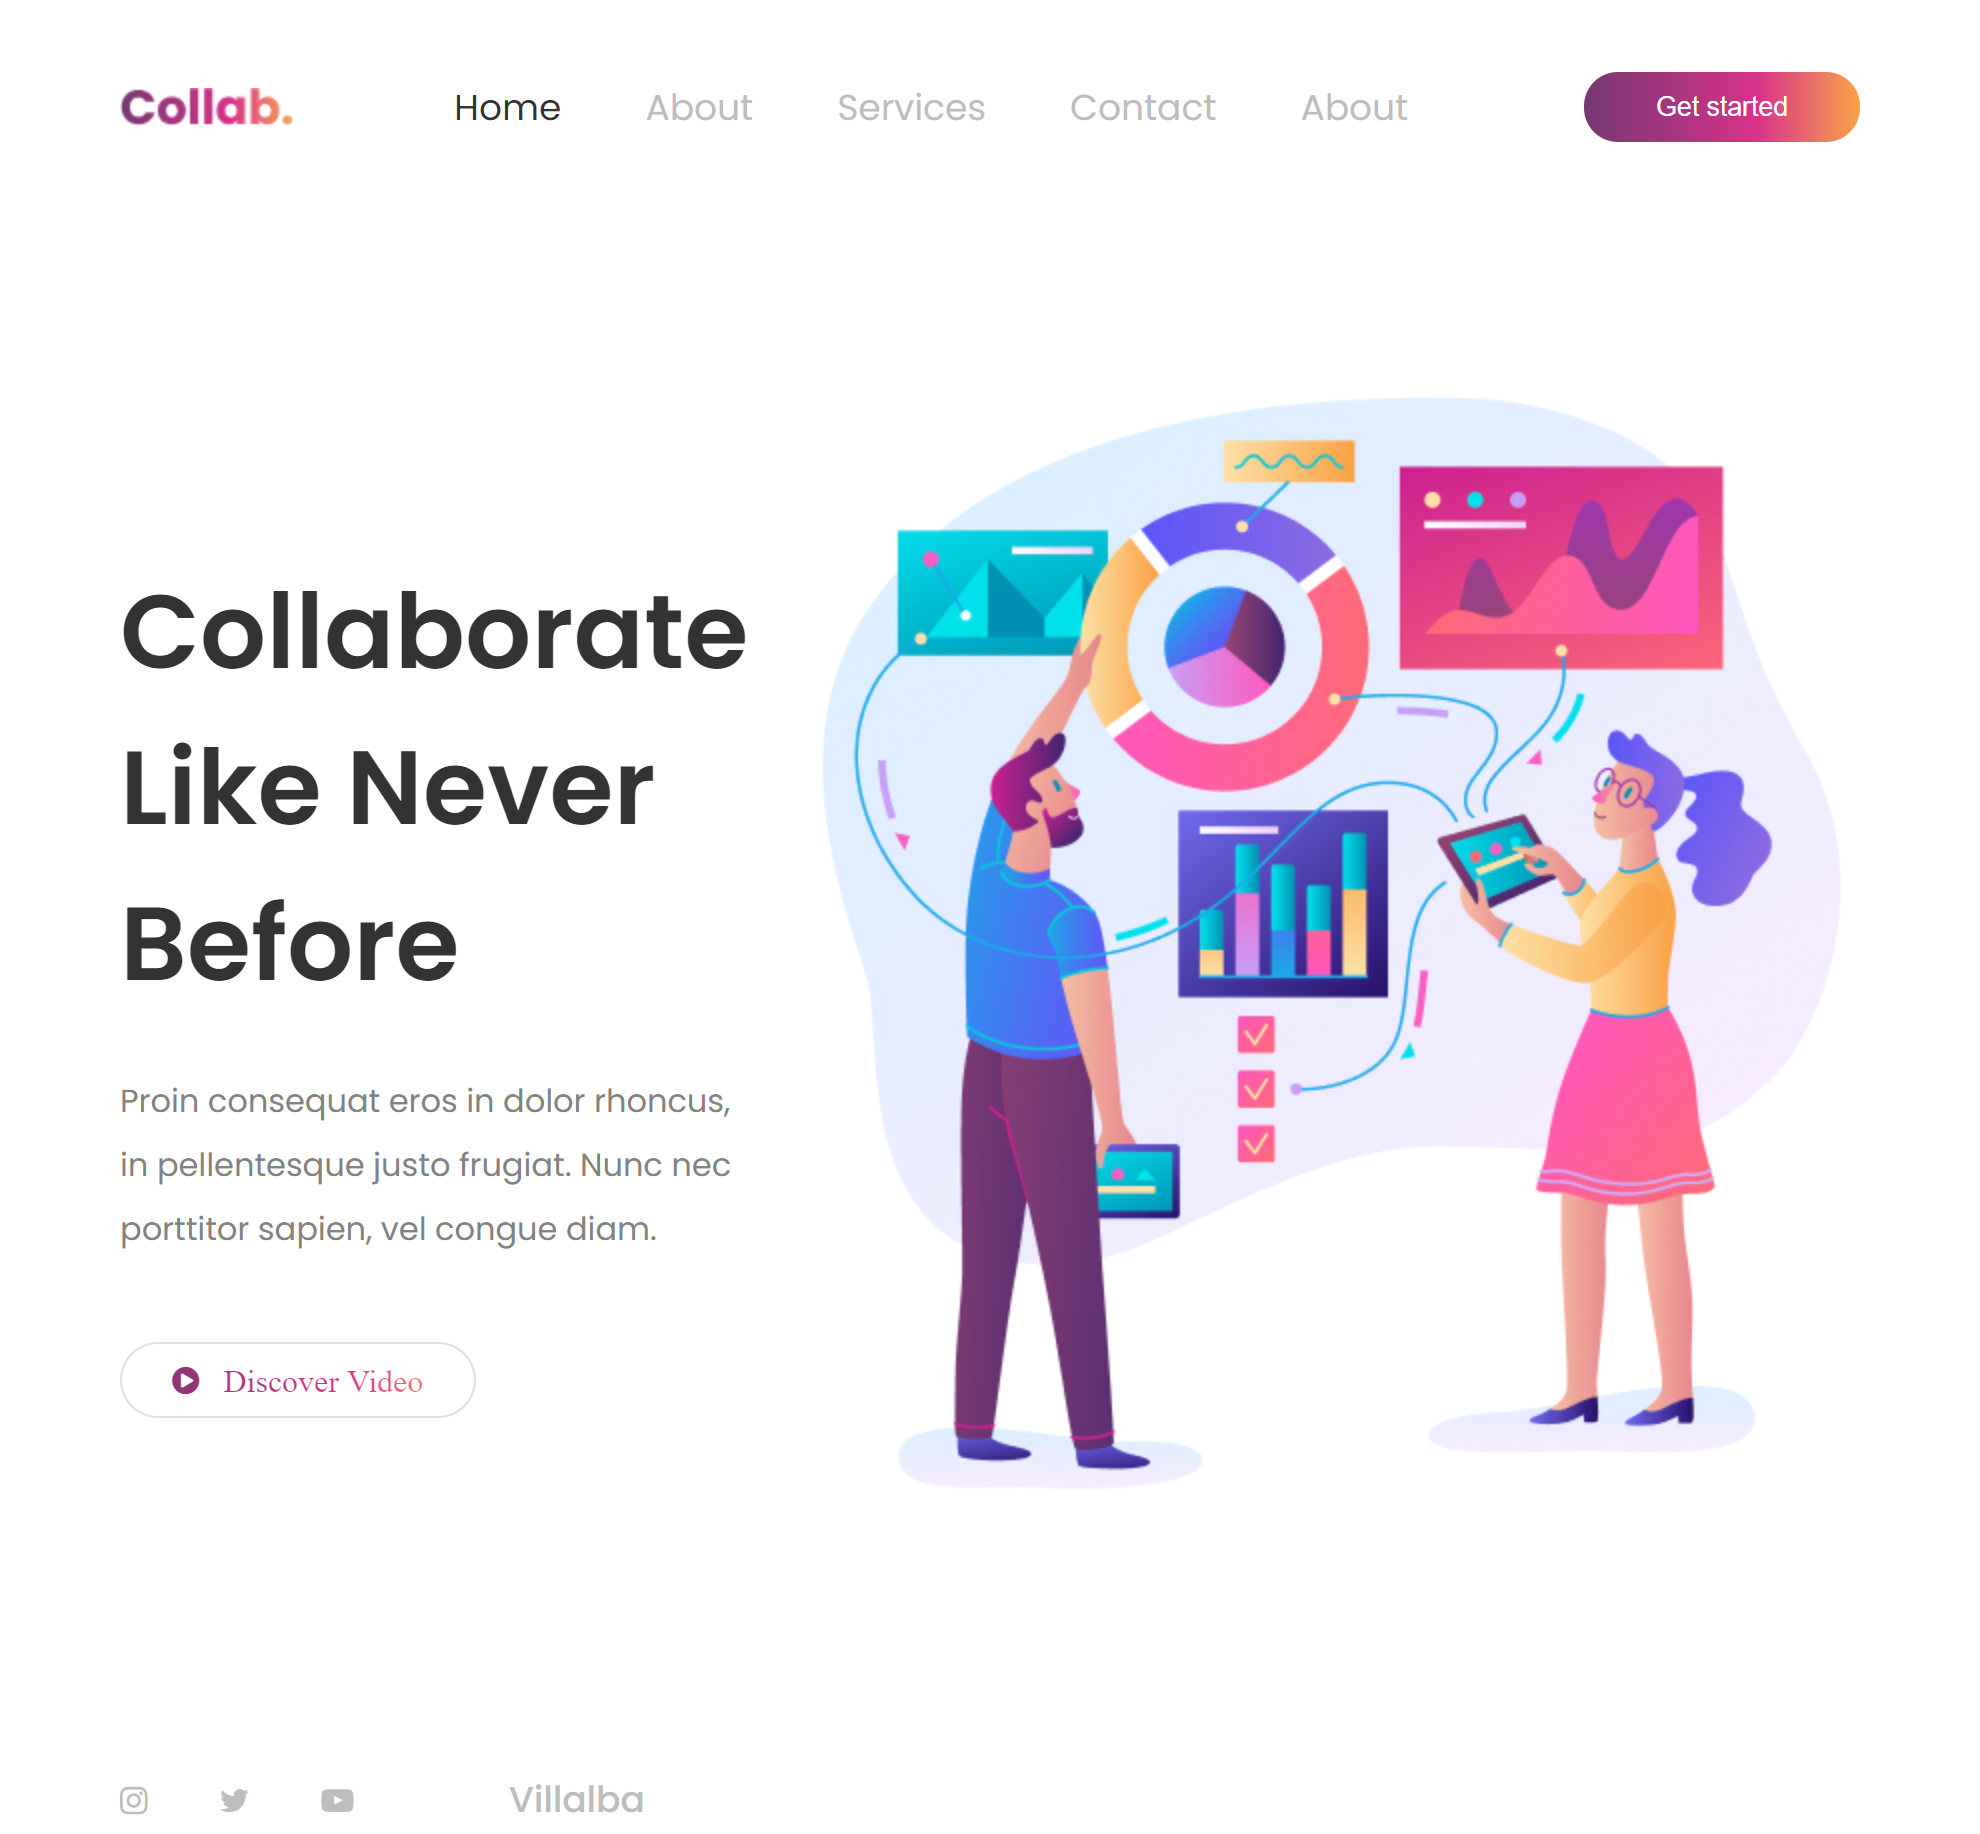 Collab.
Home About Services Contact About
Get started
Collaborate
Like Never
Before
Proin consequat eros in dolor rhoncus,
in pellentesque justo frugiat. Nunc nec
porttitor sapien, vel congue diam.
Discover Video
Villalba